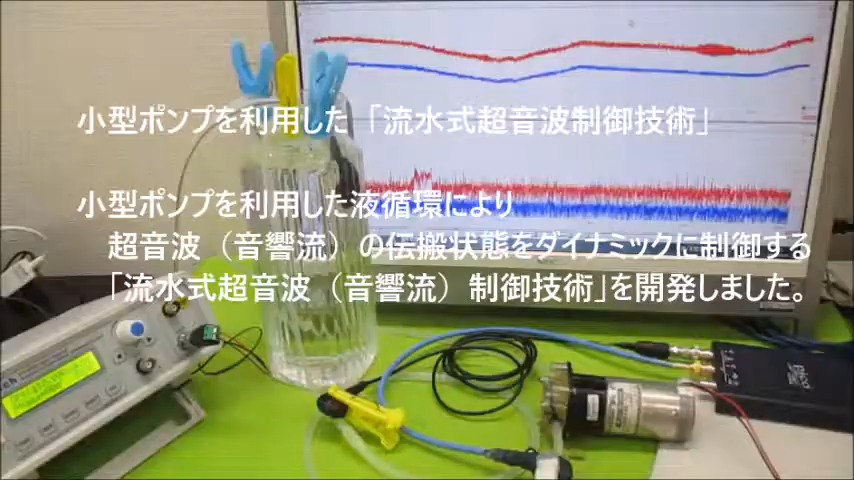 小型ポンプを利用した「流水式超音波制御技術」
小型ポンプを利用した液循環により
超音波（音響流）の伝搬状態をダイナミックに制御する
「流水式超音波（音響流）制御技術」を開発しました。
pico